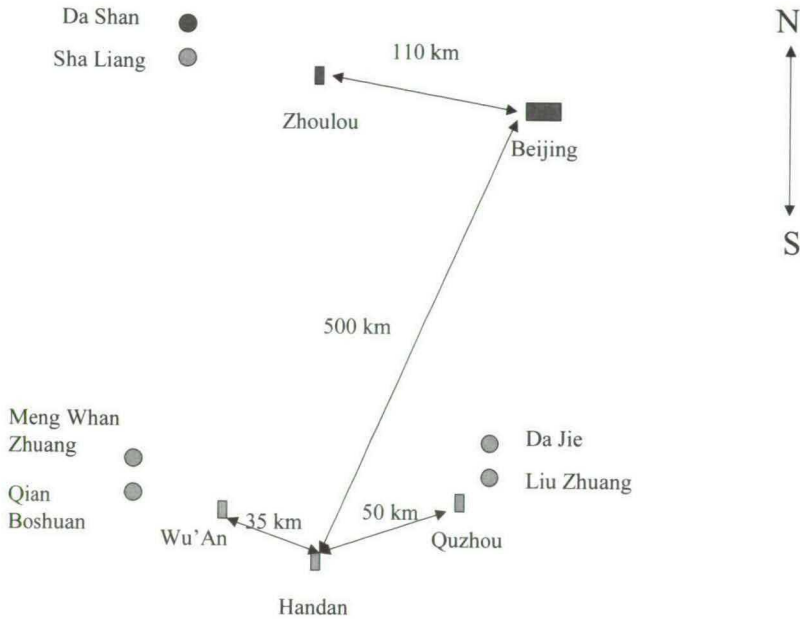 Da Shan
Sha Liang
110 km
N
Zhoulou
Beijing
S
500 km
Meng Whan
Zhuang
Da Jie
Qian
Boshuan
Liu Zhuang
Wu'An
35 km
50 km
Quzhou
Handan